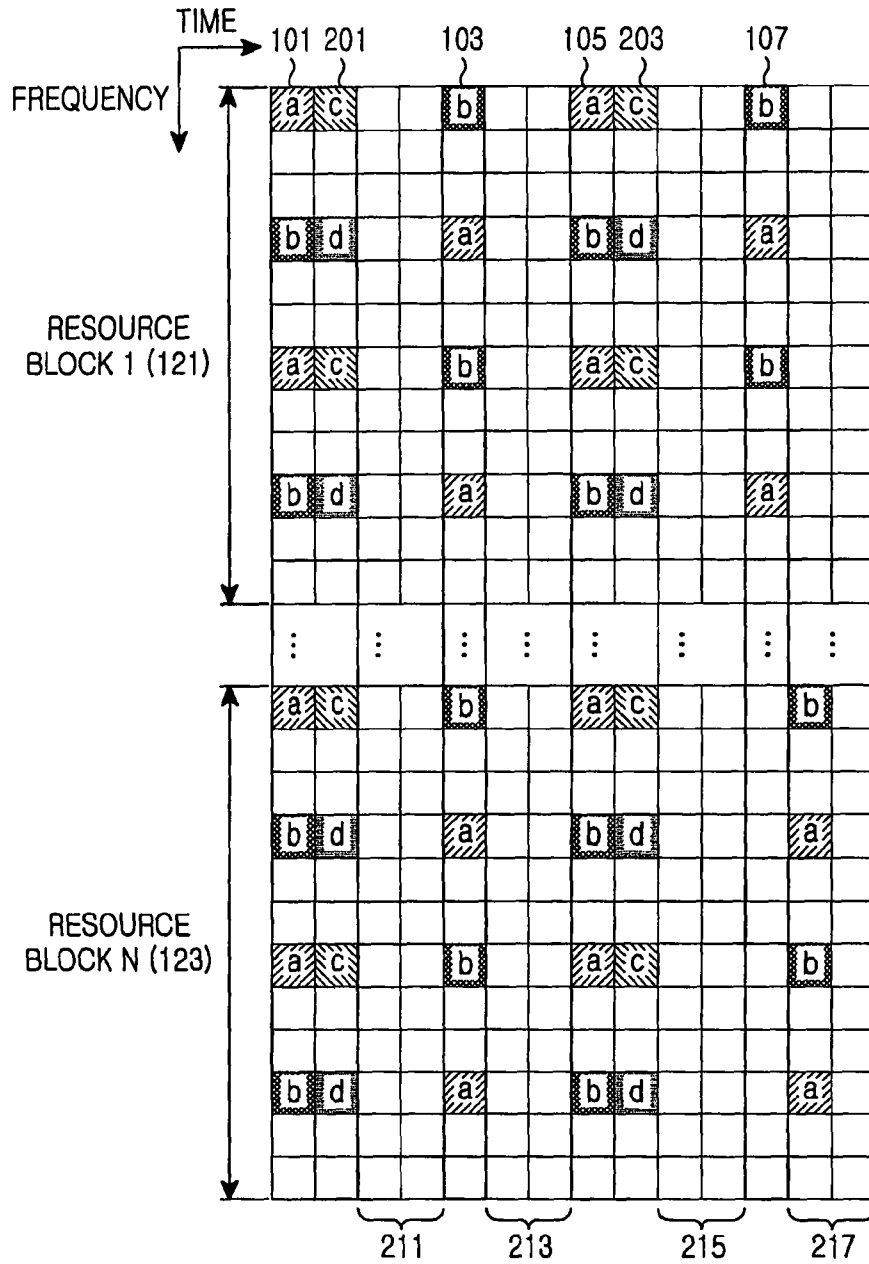 TIME
101 201 103 105 203 107
FREQUENCY
a c b a c b
b d a b d a
RESOURCE
BLOCK 1 (121)
a c b a c b
b d a b d a
⋮ ⋮ ⋮ ⋮ ⋮ ⋮ ⋮ ⋮
a c b a c b
b d a b d a
RESOURCE
BLOCK N (123)
a c b a c b
b d a b d a
211 213 215 217